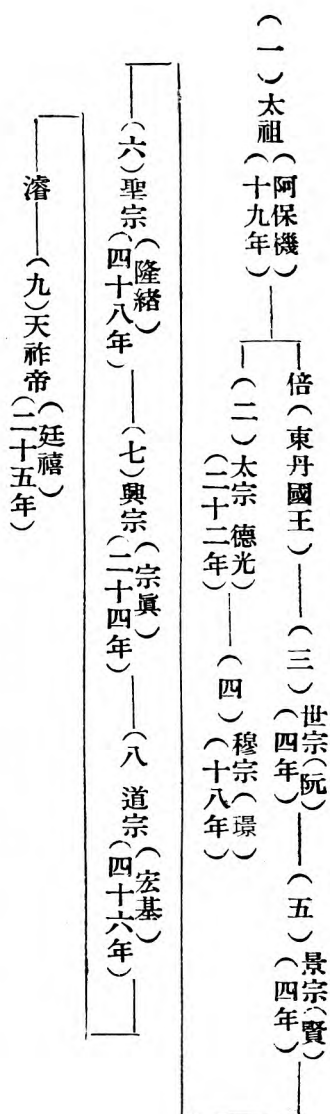 (一)太祖(阿保機)(十九年)
倍(東丹國王)——(三)世宗(阮)(四年)——(五)景宗(賢)(四年)
(二)太宗 德光)(二十二年)——(四)穆宗(璟)(十八年)
(六)聖宗(隆緒)(四十八年)——(七)興宗(宗眞)(二十四年)——(八 道宗(宏基)(四十六年)
濬——(九)天祚帝(廷禧)(二十五年)